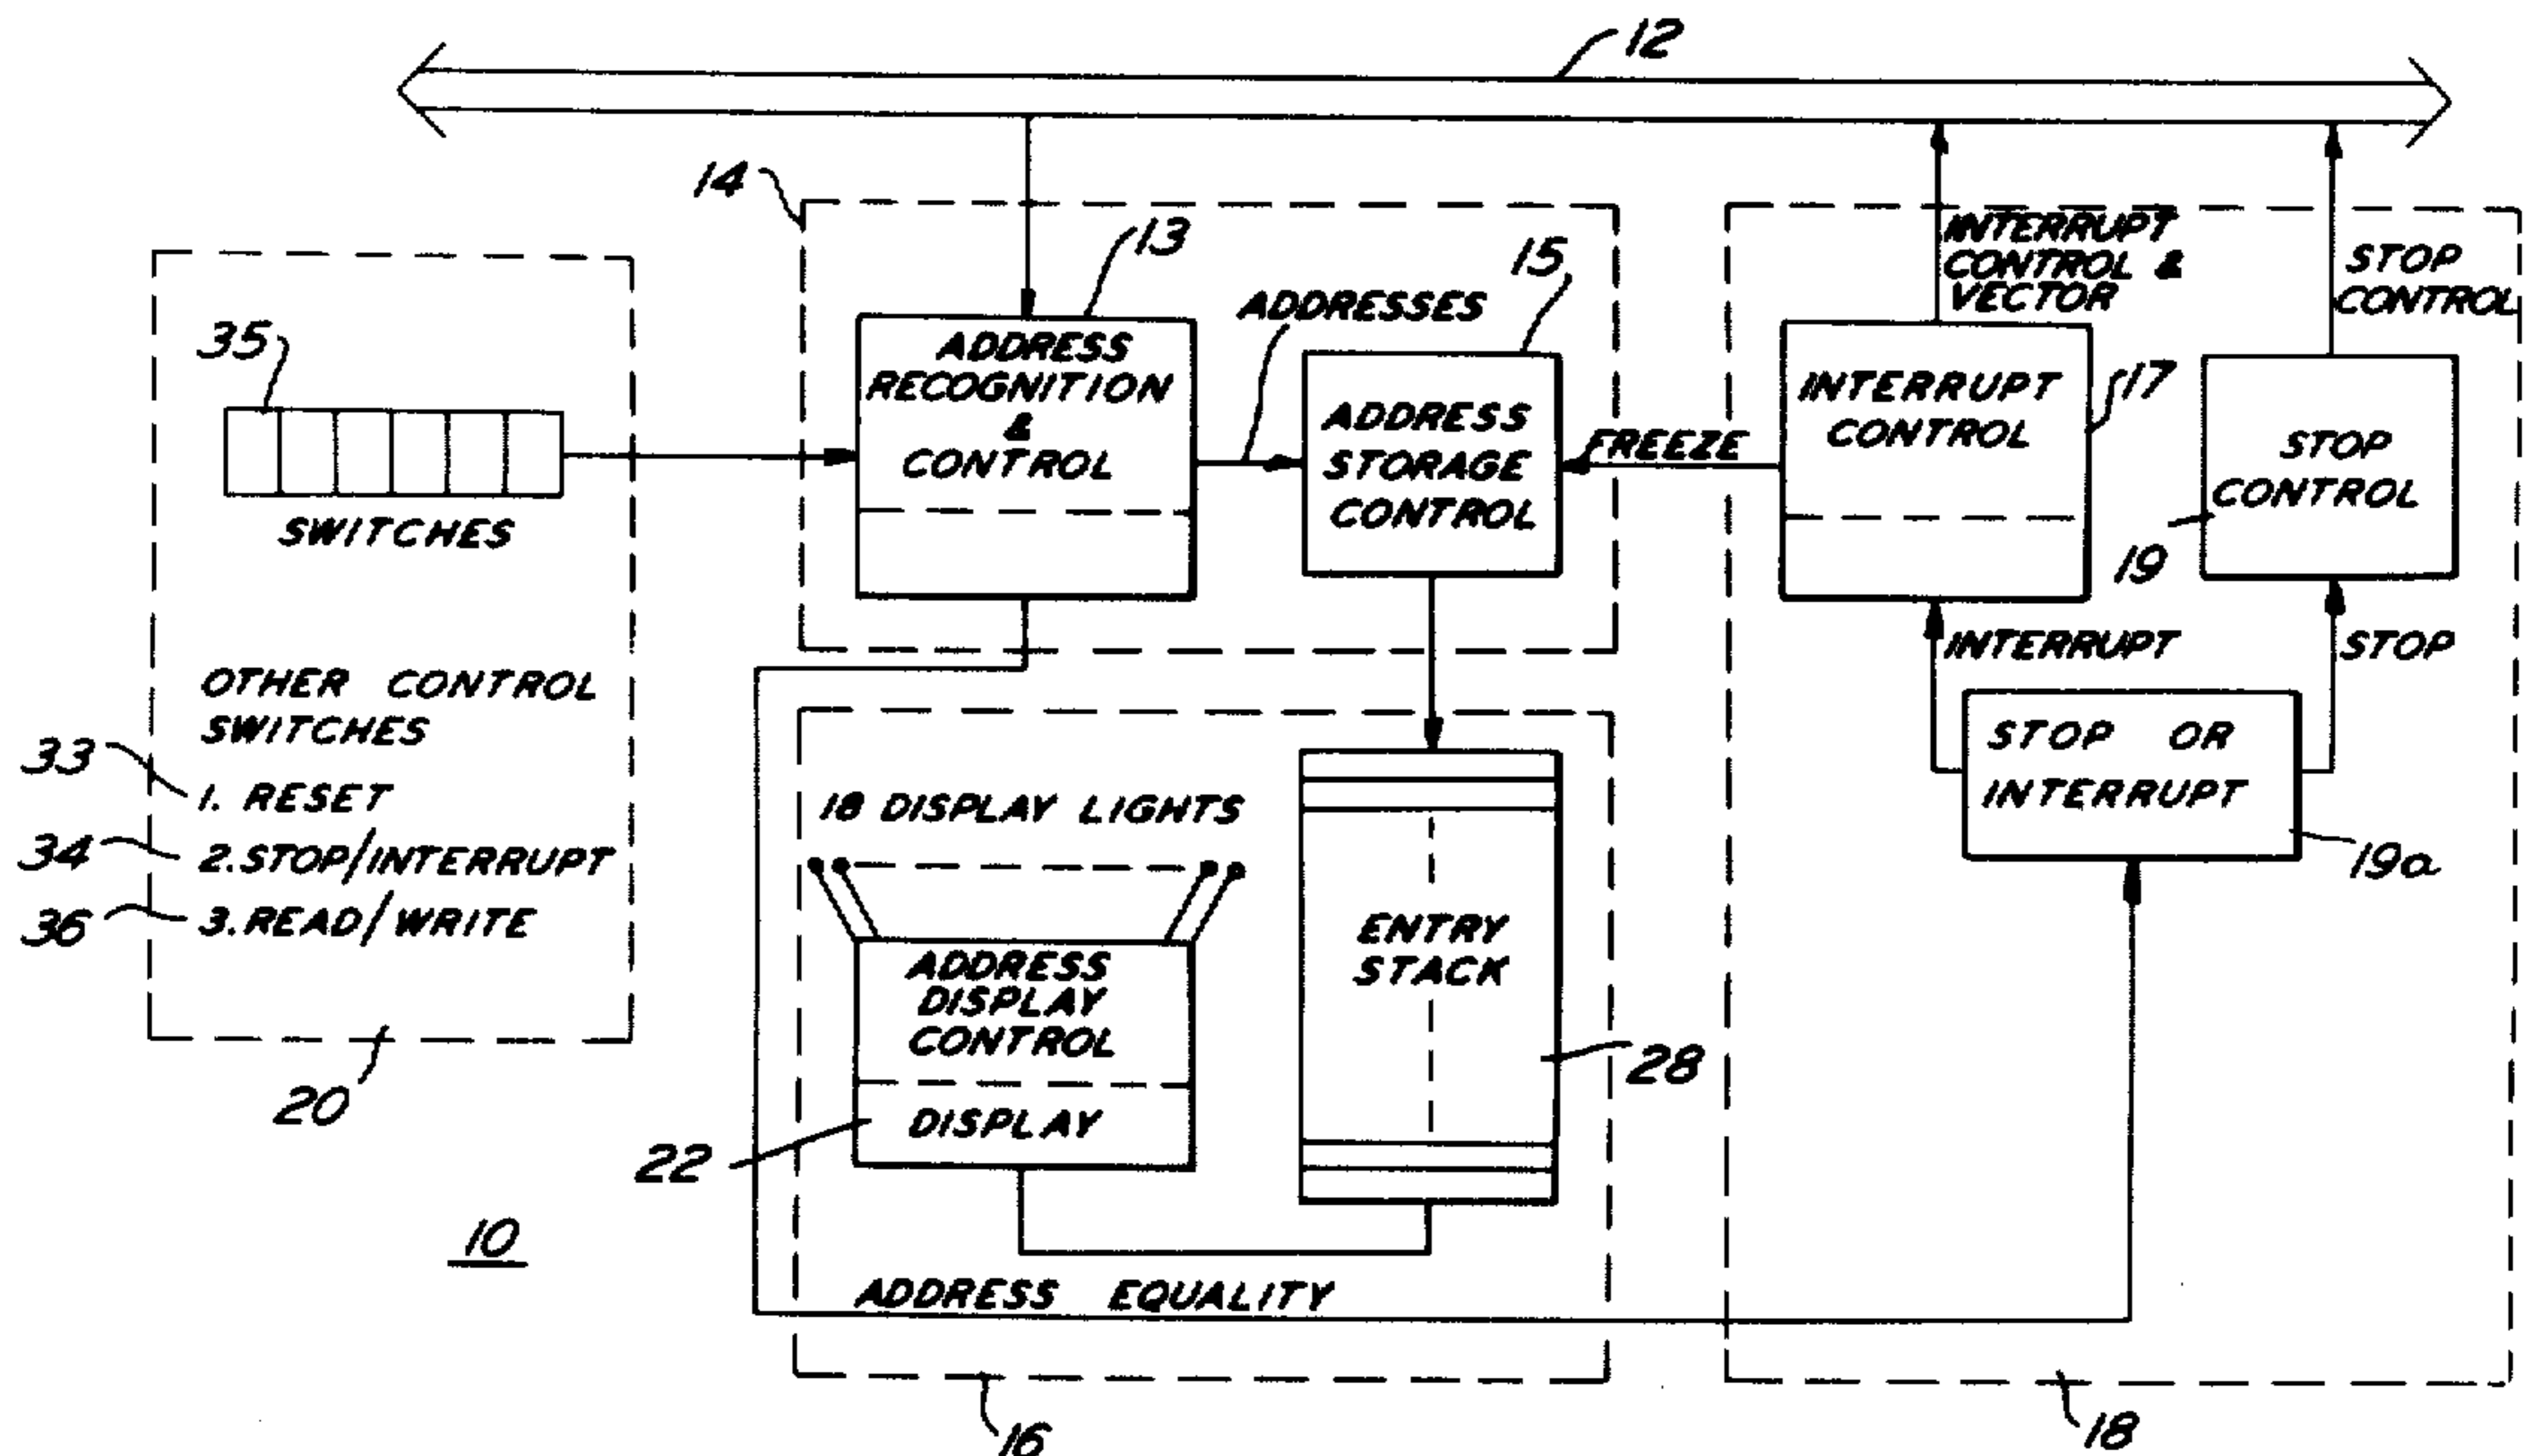 12
14
13
15
ADDRESSES
INTERRUPT
CONTROL &
VECTOR
STOP
CONTROL
35
SWITCHES
ADDRESS
RECOGNITION
&
CONTROL
ADDRESS
STORAGE
CONTROL
FREEZE
INTERRUPT
CONTROL
17
STOP
CONTROL
19
INTERRUPT
STOP
OTHER CONTROL
SWITCHES
33
1. RESET
34
2. STOP/INTERRUPT
36
3. READ/WRITE
20
18 DISPLAY LIGHTS
ADDRESS
DISPLAY
CONTROL
DISPLAY
22
ENTRY
STACK
28
STOP OR
INTERRUPT
19a
10
ADDRESS EQUALITY
16
18